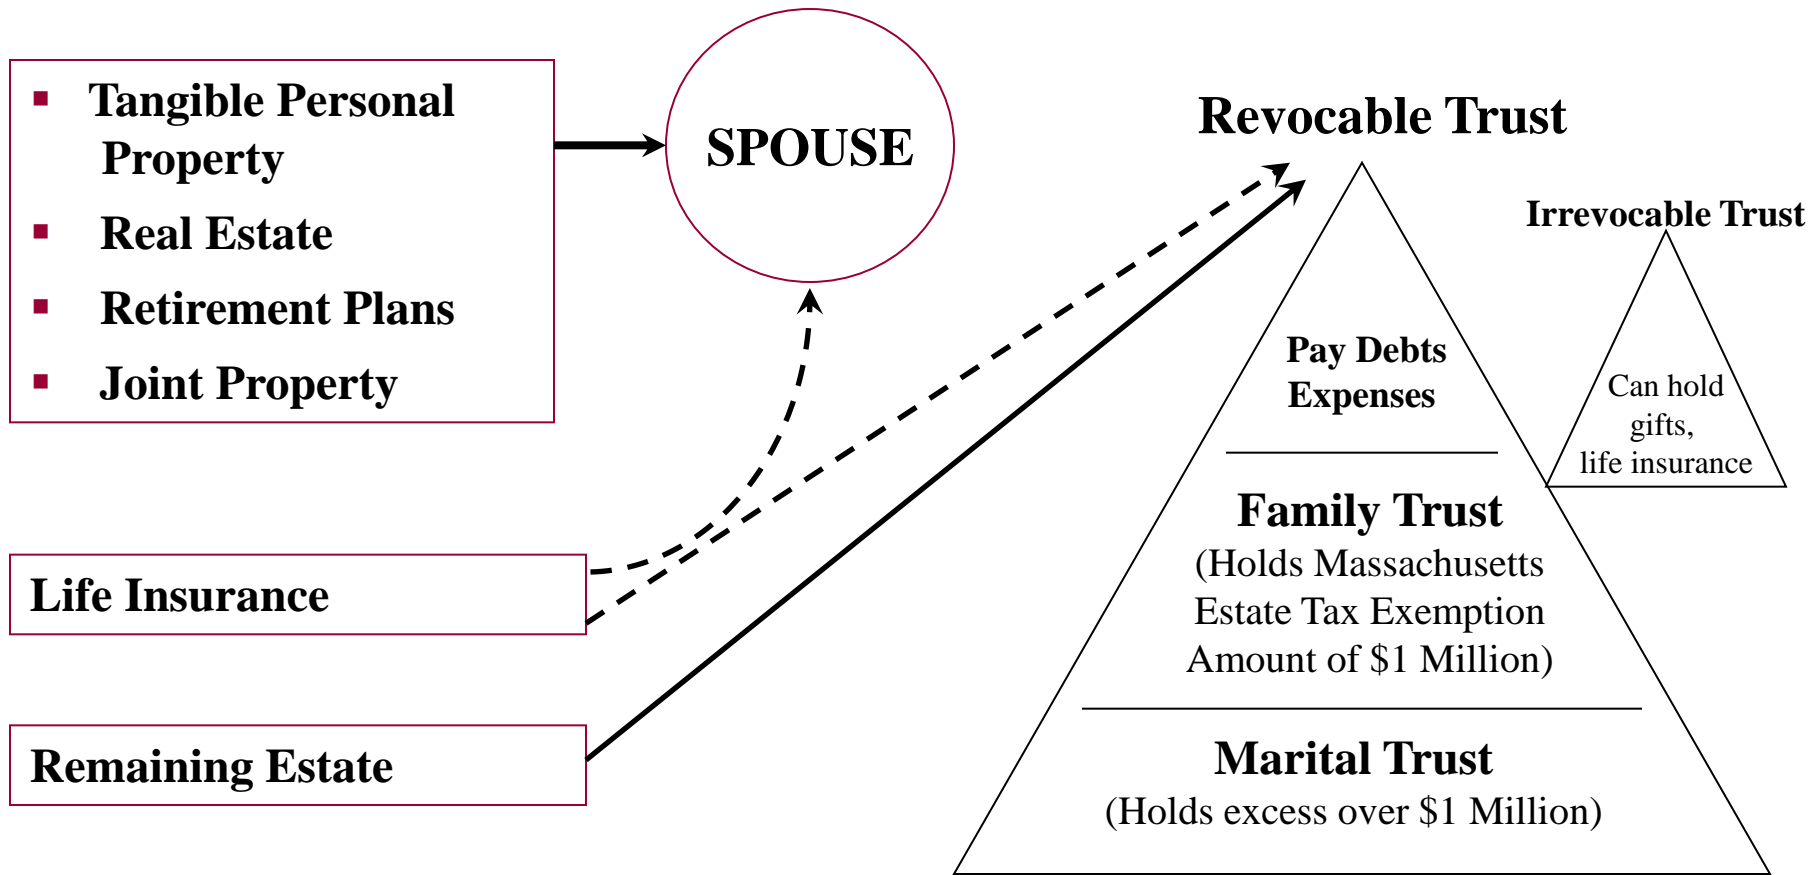 ▪ Tangible Personal
Property
▪ Real Estate
▪ Retirement Plans
▪ Joint Property
SPOUSE
Life Insurance
Remaining Estate
Revocable Trust
Pay Debts
Expenses
Family Trust
(Holds Massachusetts
Estate Tax Exemption
Amount of $1 Million)
Marital Trust
(Holds excess over $1 Million)
Irrevocable Trust
Can hold
gifts,
life insurance